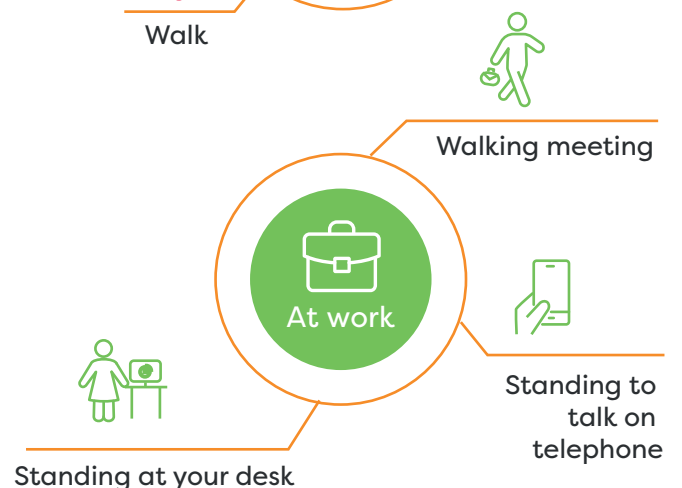 Walk
Walking meeting
At work
Standing to
talk on
telephone
Standing at your desk